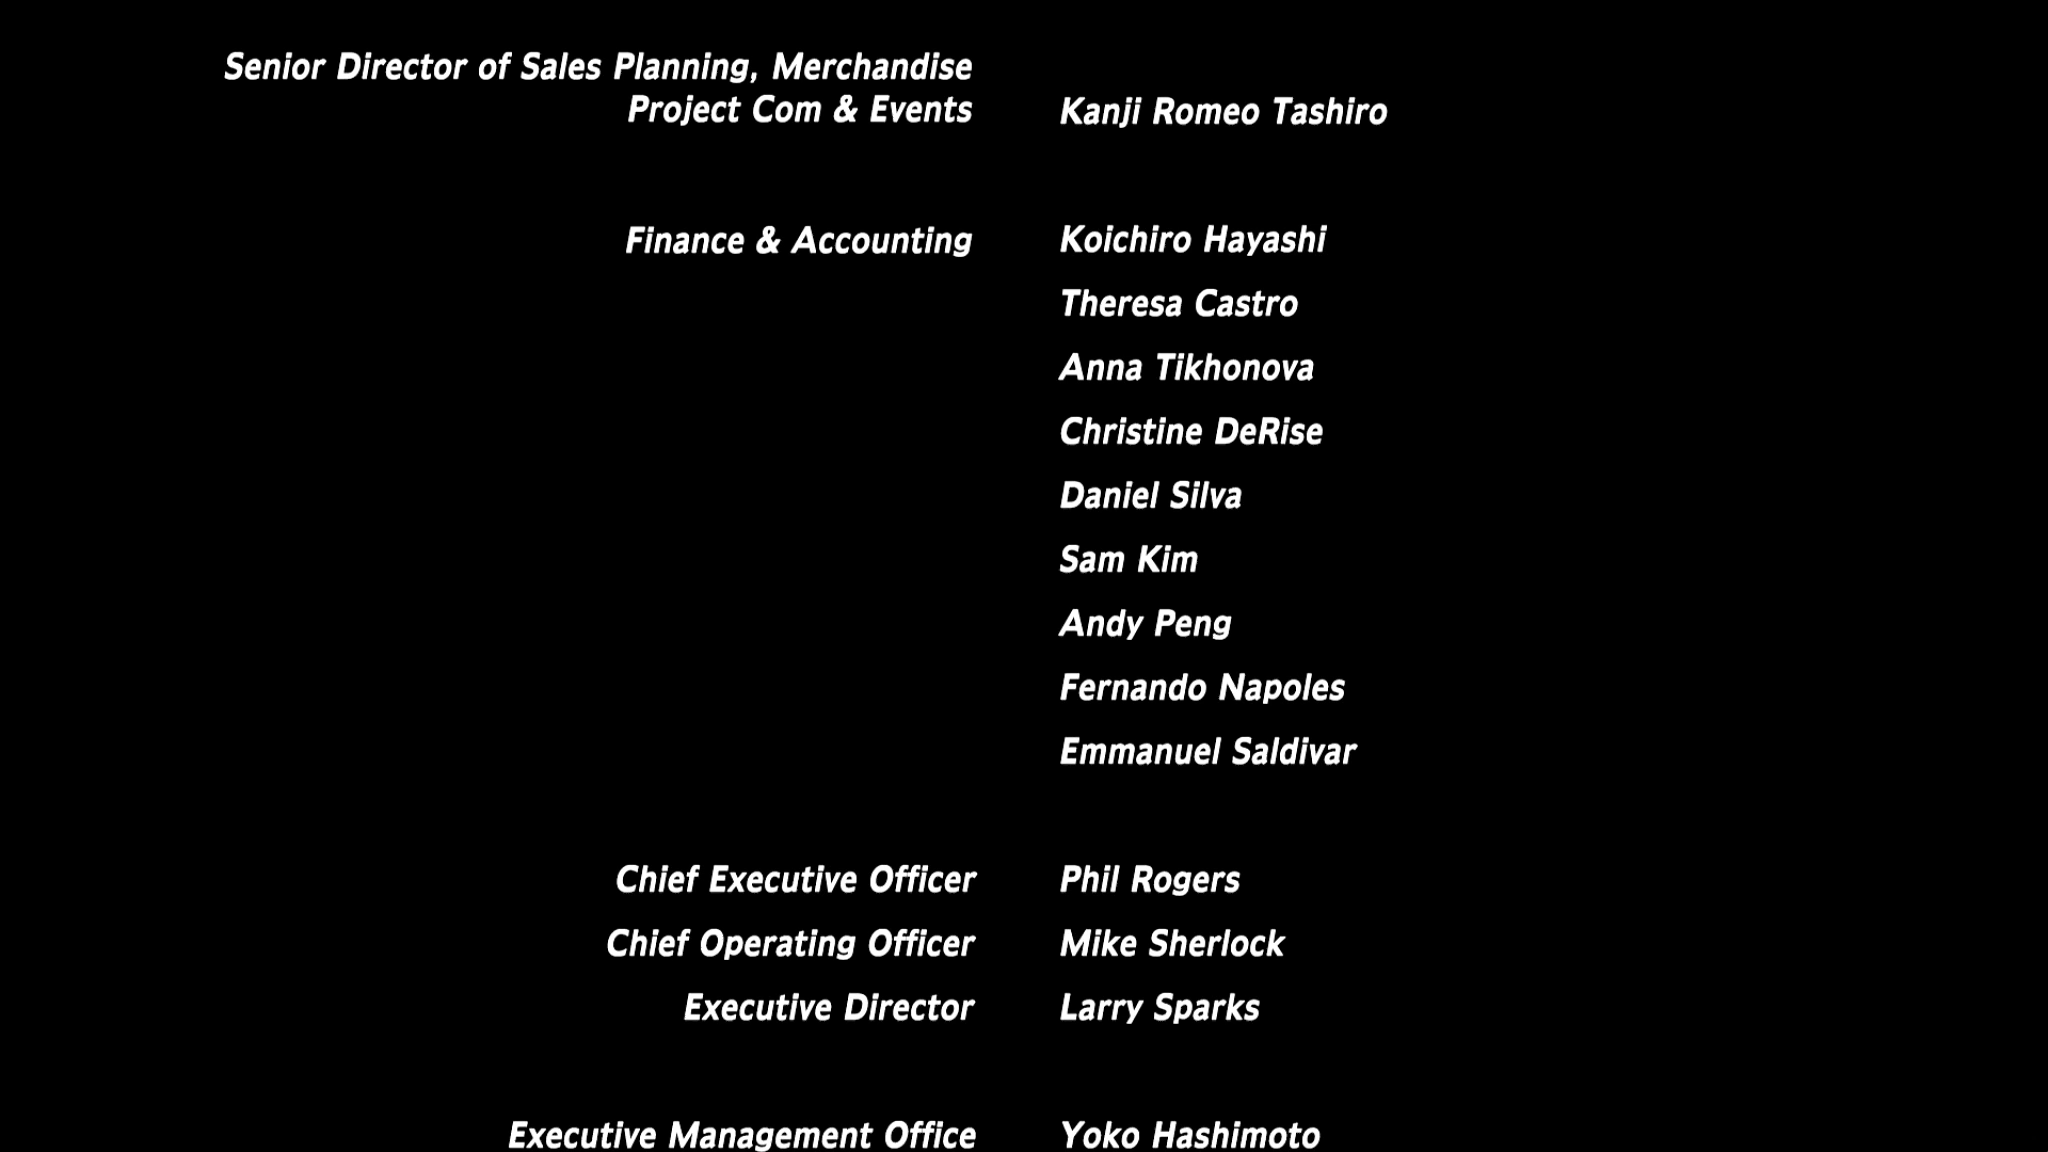 Senior Director of Sales Planning, Merchandise
Project Com & Events Kanji Romeo Tashiro
Finance & Accounting Koichiro Hayashi
Theresa Castro
Anna Tikhonova
Christine DeRise
Daniel Silva
Sam Kim
Andy Peng
Fernando Napoles
Emmanuel Saldivar
Chief Executive Officer Phil Rogers
Chief Operating Officer Mike Sherlock
Executive Director Larry Sparks
Executive Management Office Yoko Hashimoto